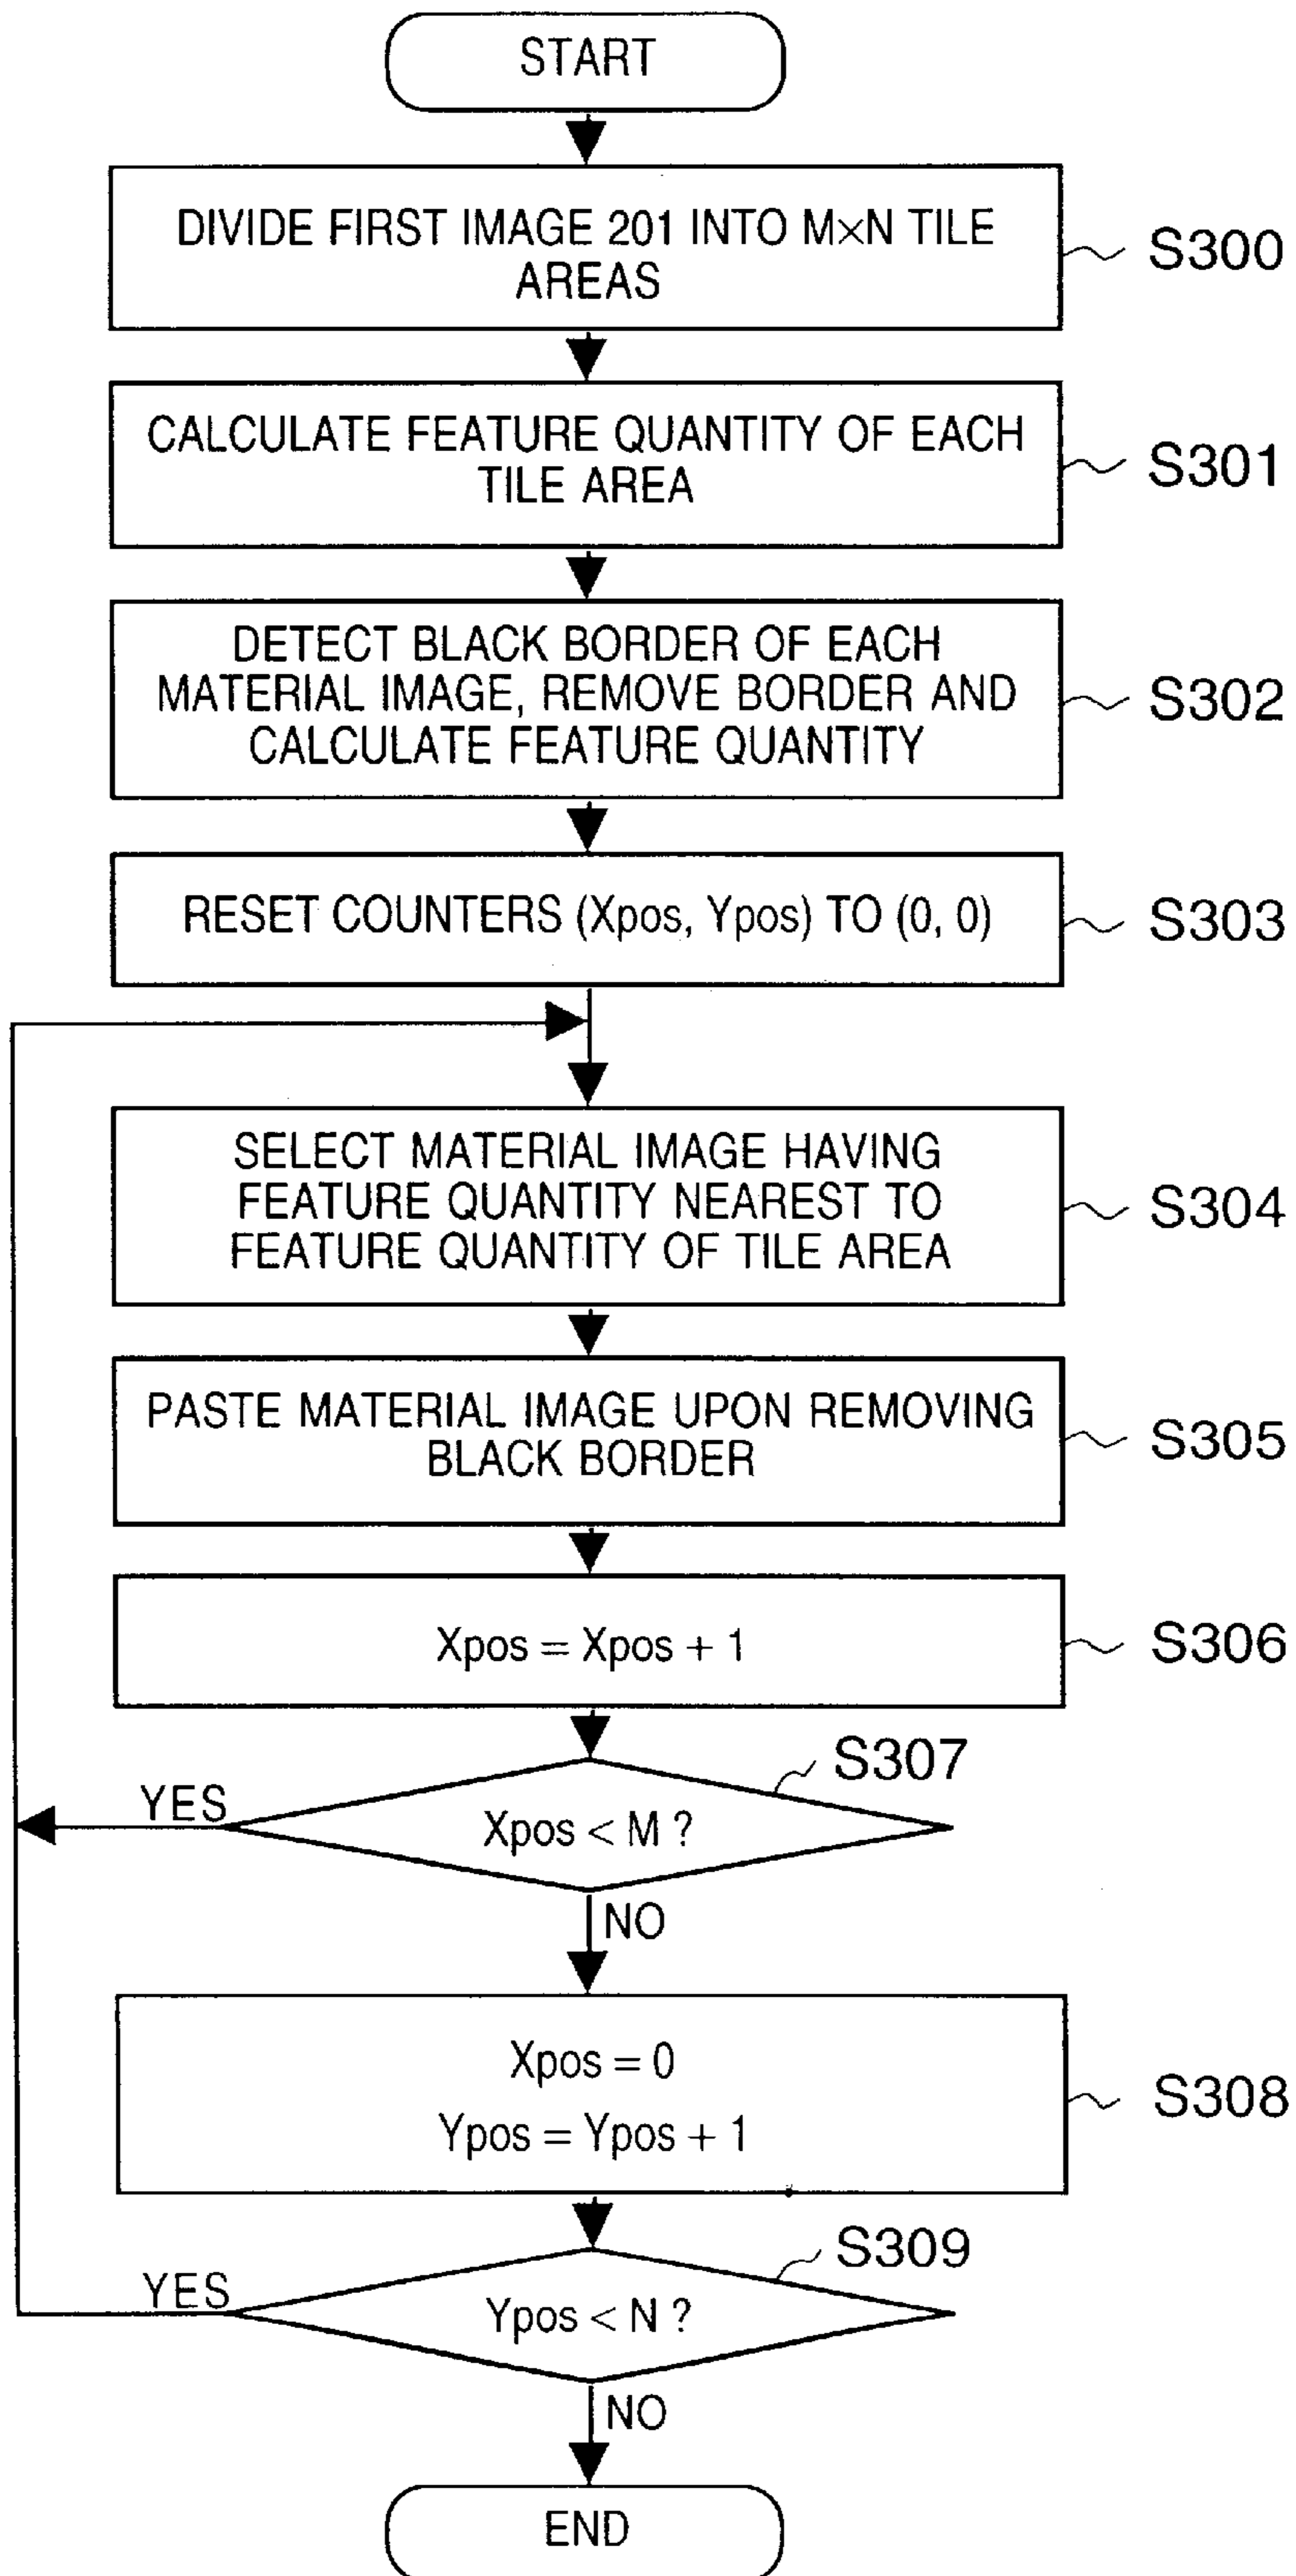 START
DIVIDE FIRST IMAGE 201 INTO M×N TILE
AREAS
S300
CALCULATE FEATURE QUANTITY OF EACH
TILE AREA
S301
DETECT BLACK BORDER OF EACH
MATERIAL IMAGE, REMOVE BORDER AND
CALCULATE FEATURE QUANTITY
S302
RESET COUNTERS (Xpos, Ypos) TO (0, 0)
S303
SELECT MATERIAL IMAGE HAVING
FEATURE QUANTITY NEAREST TO
FEATURE QUANTITY OF TILE AREA
S304
PASTE MATERIAL IMAGE UPON REMOVING
BLACK BORDER
S305
Xpos = Xpos + 1
S306
S307
YES
Xpos < M ?
NO
Xpos = 0
Ypos = Ypos + 1
S308
S309
YES
Ypos < N ?
NO
END